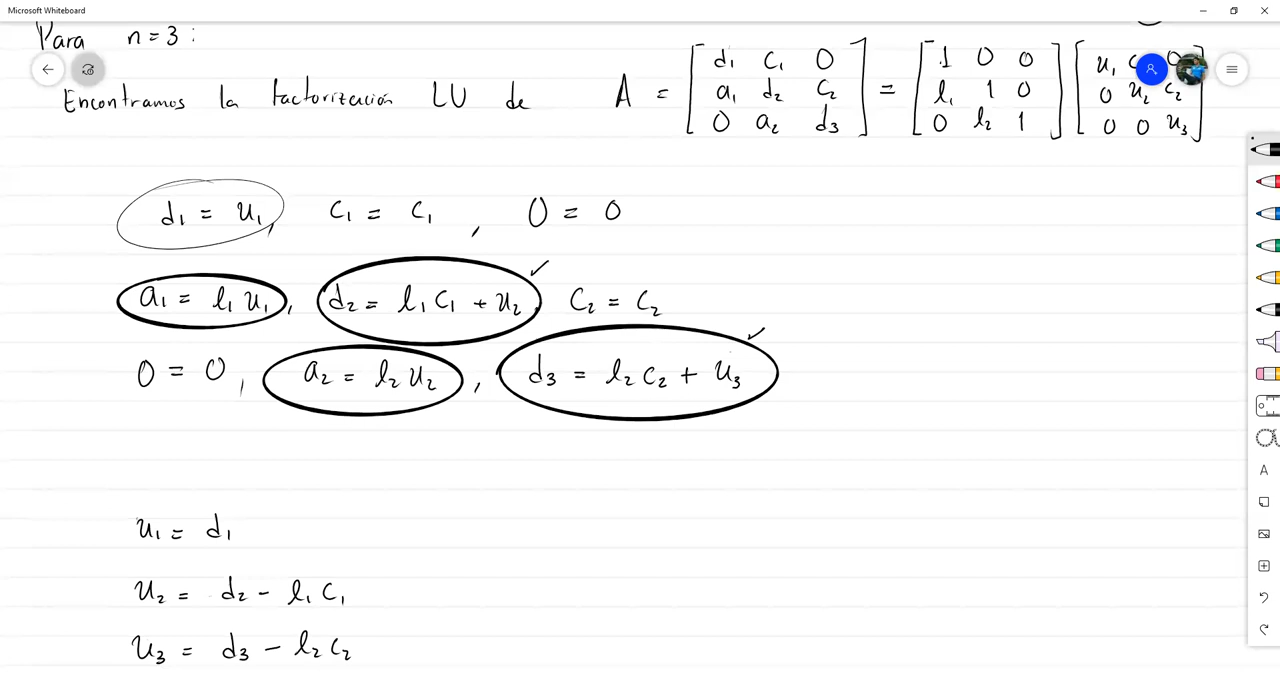 Microsoft Whiteboard
Para n = 3 :
Encontramos la factorización LU de A = [ d₁ c₁ 0 ] = [ 1 0 0 ] [ u₁ c 0 ]
[ a₁ d₂ c₂ ] [ l₁ 1 0 ] [ 0 u₂ c₂ ]
[ 0 a₂ d₃ ] [ 0 l₂ 1 ] [ 0 0 u₃ ]
d₁ = u₁, c₁ = c₁ , 0 = 0
a₁ = l₁ u₁, d₂ = l₁ c₁ + u₂ ✓ c₂ = c₂
0 = 0 , a₂ = l₂ u₂ , d₃ = l₂ c₂ + u₃ ✓
u₁ = d₁
u₂ = d₂ - l₁ c₁
u₃ = d₃ - l₂ c₂
A